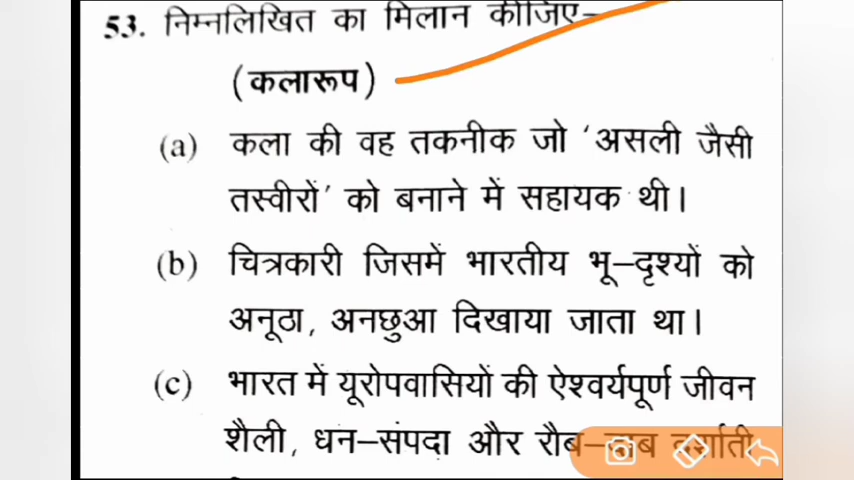 53. निम्नलिखित का मिलान कीजिए–
(कलारूप)
(a) कला की वह तकनीक जो 'असली जैसी
तस्वीरों' को बनाने में सहायक थी।
(b) चित्रकारी जिसमें भारतीय भू–दृश्यों को
अनूठा, अनछुआ दिखाया जाता था।
(c) भारत में यूरोपवासियों की ऐश्वर्यपूर्ण जीवन
शैली, धन–संपदा और रौब–दाब दर्शाती